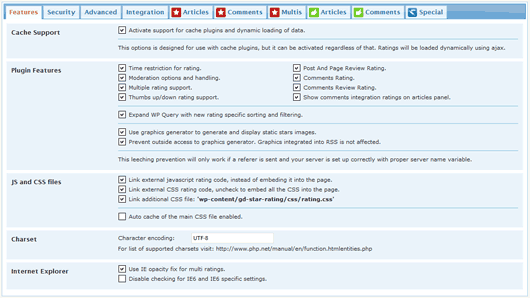 Features Security Advanced Integration Articles Comments Multis Articles Comments Special
Cache Support
Activate support for cache plugins and dynamic loading of data.
This option is designed for use with cache plugins, but it can be activated regardless of that. Ratings will be loaded dynamically using ajax.
Plugin Features
Time restriction for rating. Post And Page Review Rating.
Moderation options and handling. Comments Rating.
Multiple rating support. Comments Review Rating.
Thumbs up/down rating support. Show comments integration ratings on articles panel.
Expand WP Query with new rating specific sorting and filtering.
Use graphics generator to generate and display static stars images.
Prevent outside access to graphics generator. Graphics integrated into RSS is not affected.
This leeching prevention will only work if a referer is sent and your server is set up correctly with proper server name variable.
JS and CSS files
Link external javascript rating code, instead of embeding it into the page.
Link external CSS rating code, uncheck to embed all the CSS into the page.
Link additional CSS file: 'wp-content/gd-star-rating/css/rating.css'
Auto cache of the main CSS file enabled.
Charset
Character encoding: UTF-8
For list of supported charsets visit: http://www.php.net/manual/en/function.htmlentities.php
Internet Explorer
Use IE opacity fix for multi ratings.
Disable checking for IE6 and IE6 specific settings.